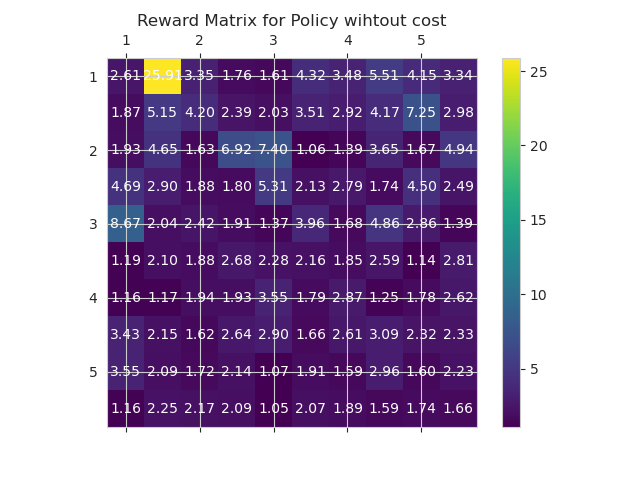 Reward Matrix for Policy wihtout cost
1 2 3 4 5
1 2.61 25.91 3.35 1.76 1.61 4.32 3.48 5.51 4.15 3.34
1.87 5.15 4.20 2.39 2.03 3.51 2.92 4.17 7.25 2.98
2 1.93 4.65 1.63 6.92 7.40 1.06 1.39 3.65 1.67 4.94
4.69 2.90 1.88 1.80 5.31 2.13 2.79 1.74 4.50 2.49
3 8.67 2.04 2.42 1.91 1.37 3.96 1.68 4.86 2.86 1.39
1.19 2.10 1.88 2.68 2.28 2.16 1.85 2.59 1.14 2.81
4 1.16 1.17 1.94 1.93 3.55 1.79 2.87 1.25 1.78 2.62
3.43 2.15 1.62 2.64 2.90 1.66 2.61 3.09 2.32 2.33
5 3.55 2.09 1.72 2.14 1.07 1.91 1.59 2.96 1.60 2.23
1.16 2.25 2.17 2.09 1.05 2.07 1.89 1.59 1.74 1.66
25
20
15
10
5